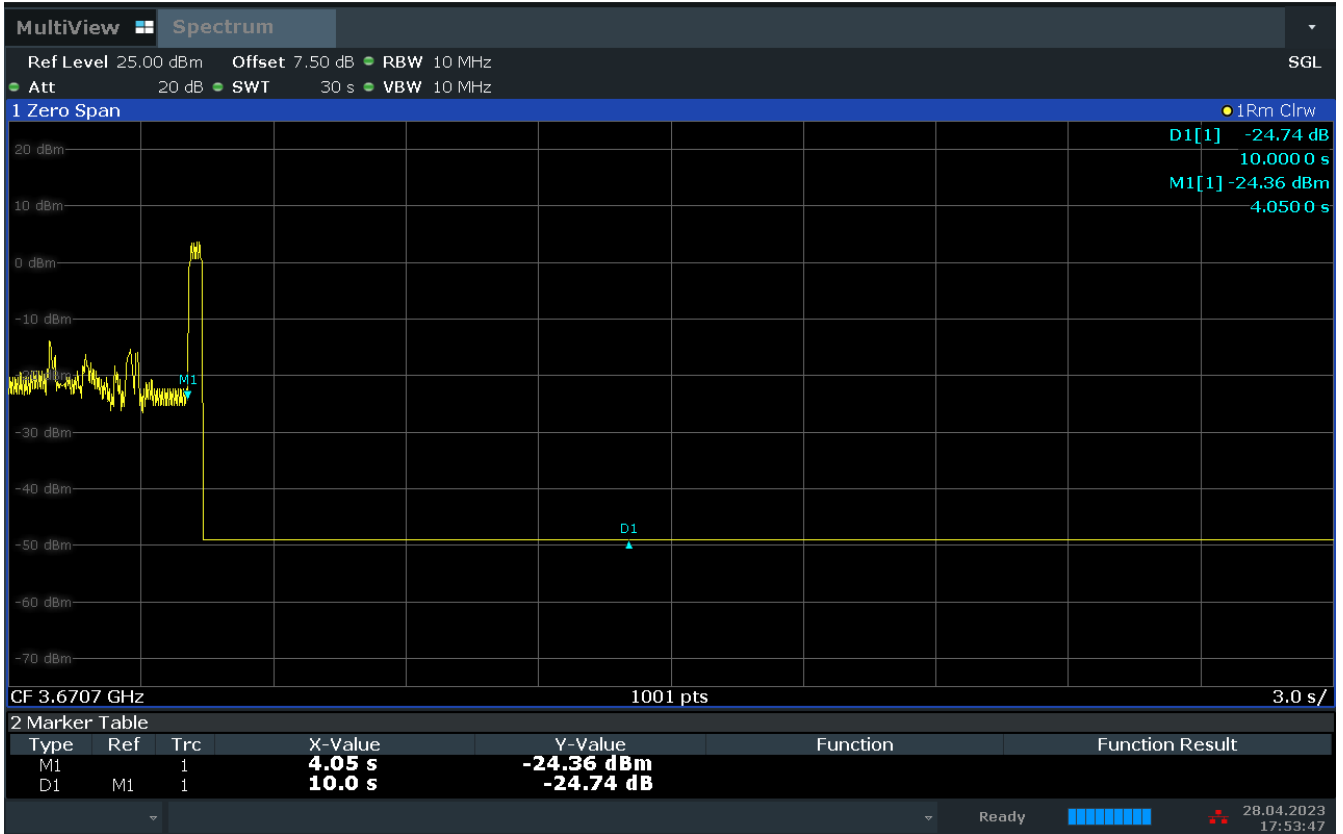 MultiView Spectrum
Ref Level 25.00 dBm Offset 7.50 dB RBW 10 MHz SGL
Att 20 dB SWT 30 s VBW 10 MHz
1 Zero Span 1Rm Clrw
D1[1] -24.74 dB
20 dBm
10.000 0 s
M1[1] -24.36 dBm
10 dBm
4.050 0 s
0 dBm
-10 dBm
M1
-30 dBm
-40 dBm
D1
-50 dBm
-60 dBm
-70 dBm
CF 3.6707 GHz 1001 pts 3.0 s/
2 Marker Table
Type Ref Trc X-Value Y-Value Function Function Result
M1 1 4.05 s -24.36 dBm
D1 M1 1 10.0 s -24.74 dB
Ready 28.04.2023
17:53:47